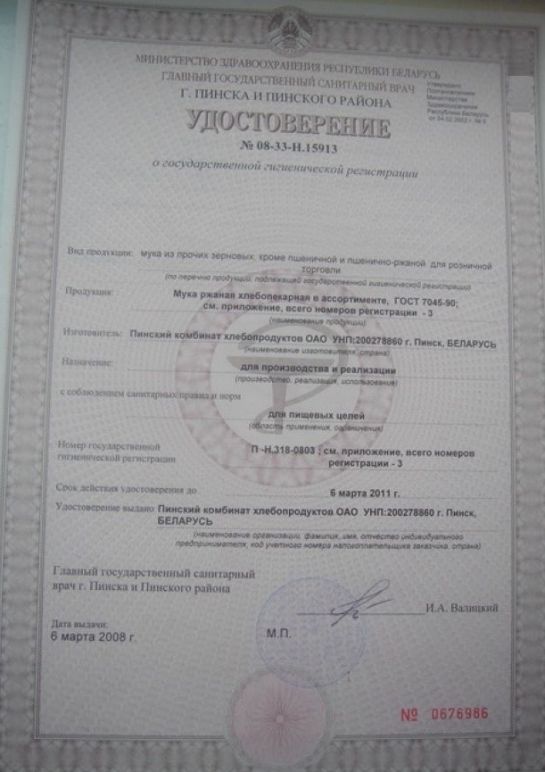 МИНИСТЕРСТВО ЗДРАВООХРАНЕНИЯ РЕСПУБЛИКИ БЕЛАРУСЬ
ГЛАВНЫЙ ГОСУДАРСТВЕННЫЙ САНИТАРНЫЙ ВРАЧ
Г. ПИНСКА И ПИНСКОГО РАЙОНА
Утверждено
Постановлением
Министерства
Здравоохранения
Республики Беларусь
УДОСТОВЕРЕНИЕ
№ 08-33-Н.15913
о государственной гигиенической регистрации
Вид продукции: мука из прочих зерновых, кроме пшеничной и пшенично-ржаной для розничной
торговли
(по перечню продукции, подлежащей государственной гигиенической регистрации)
Продукция: Мука ржаная хлебопекарная в ассортименте, ГОСТ 7045-90;
см. приложение, всего номеров регистрации - 3
(наименование продукции)
Изготовитель: Пинский комбинат хлебопродуктов ОАО УНП:200278860 г. Пинск, БЕЛАРУСЬ
(наименование изготовителя, страна)
Назначение: для производства и реализации
(производство, реализация, использование)
с соблюдением санитарных правил и норм
для пищевых целей
(область применения, ограничения)
Номер государственной
гигиенической регистрации
П -Н.318-0803 ; см. приложение, всего номеров
регистрации - 3
Срок действия удостоверения до 6 марта 2011 г.
Удостоверение выдано Пинский комбинат хлебопродуктов ОАО УНП:200278860 г. Пинск,
БЕЛАРУСЬ
(наименование организации, фамилия, имя, отчество индивидуального
предпринимателя, код учетного номера налогоплательщика заказчика, страна)
Главный государственный санитарный
врач г. Пинска и Пинского района
И.А. Валицкий
Дата выдачи:
6 марта 2008 г.
М.П.
№ 0676986